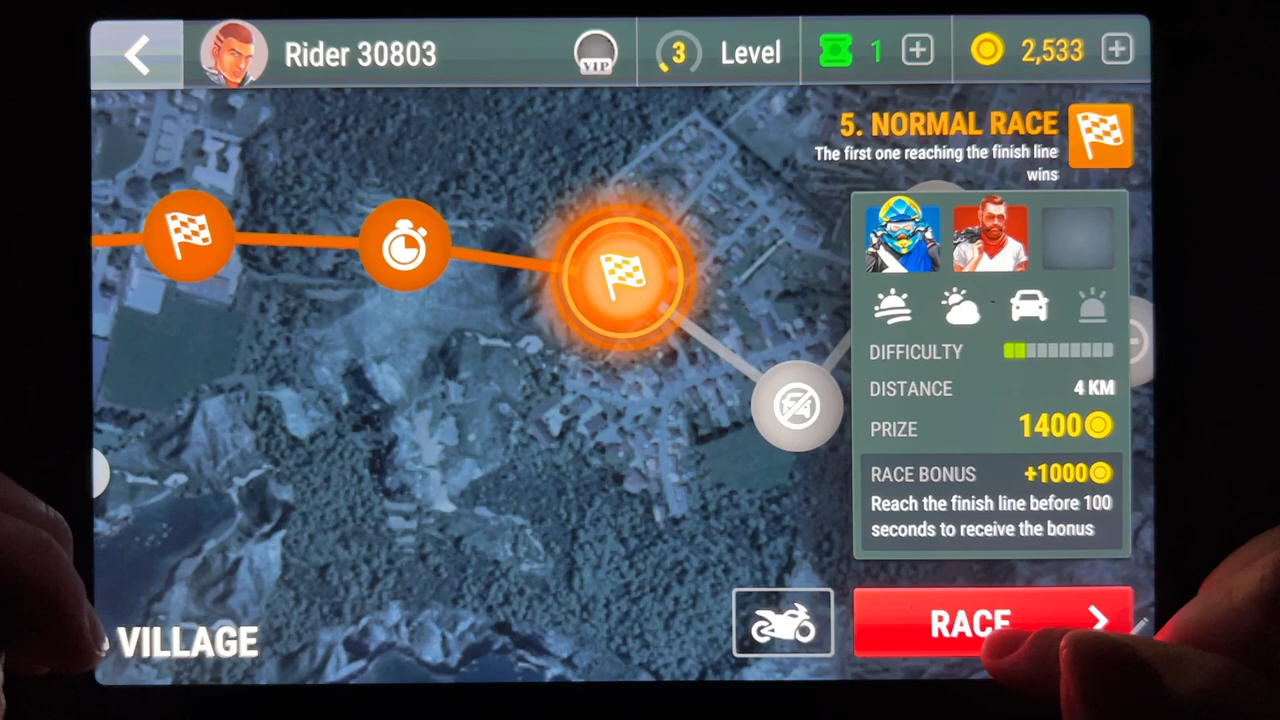 Rider 30803
VIP
3
Level
1
2,533
5. NORMAL RACE
The first one reaching the finish line
wins
DIFFICULTY
DISTANCE 4 KM
PRIZE 1400
RACE BONUS +1000
Reach the finish line before 100
seconds to receive the bonus
VILLAGE
RACE